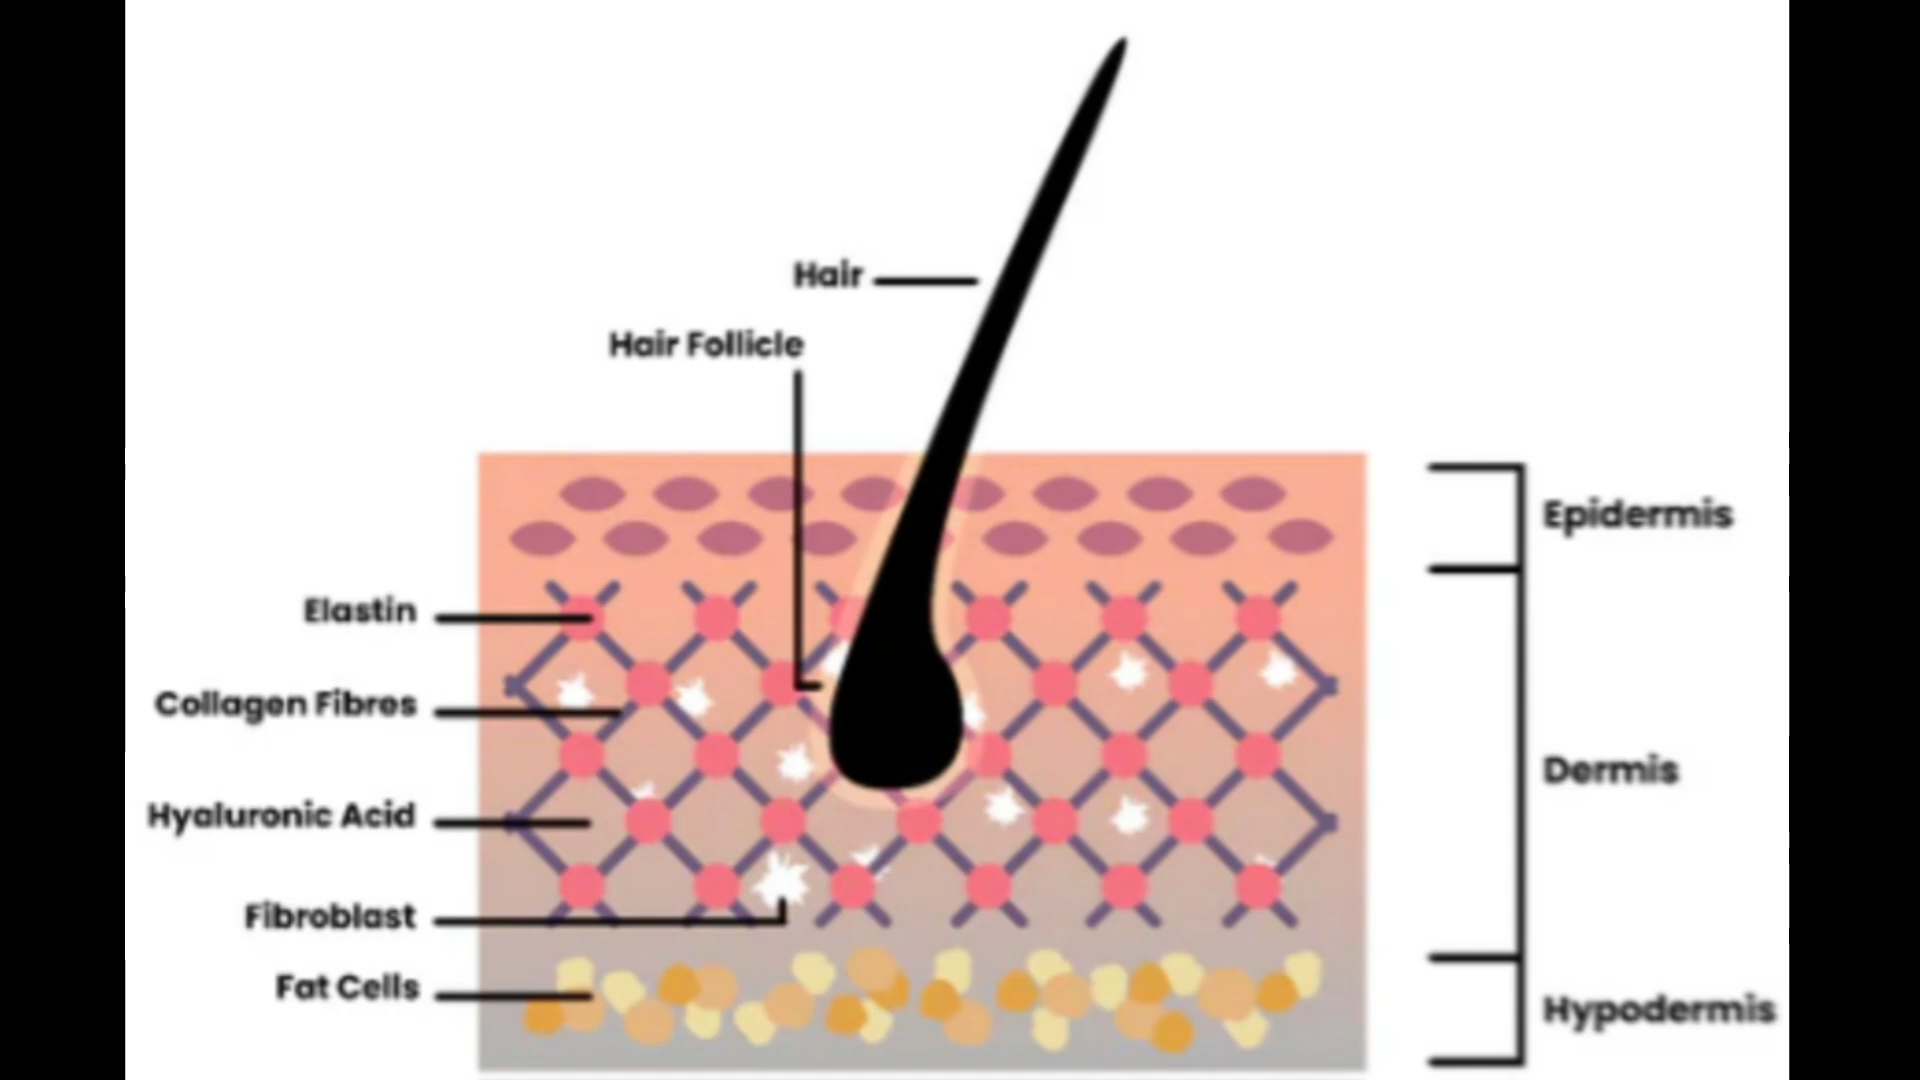 Hair
Hair Follicle
Epidermis
Elastin
Collagen Fibres
Dermis
Hyaluronic Acid
Fibroblast
Fat Cells
Hypodermis